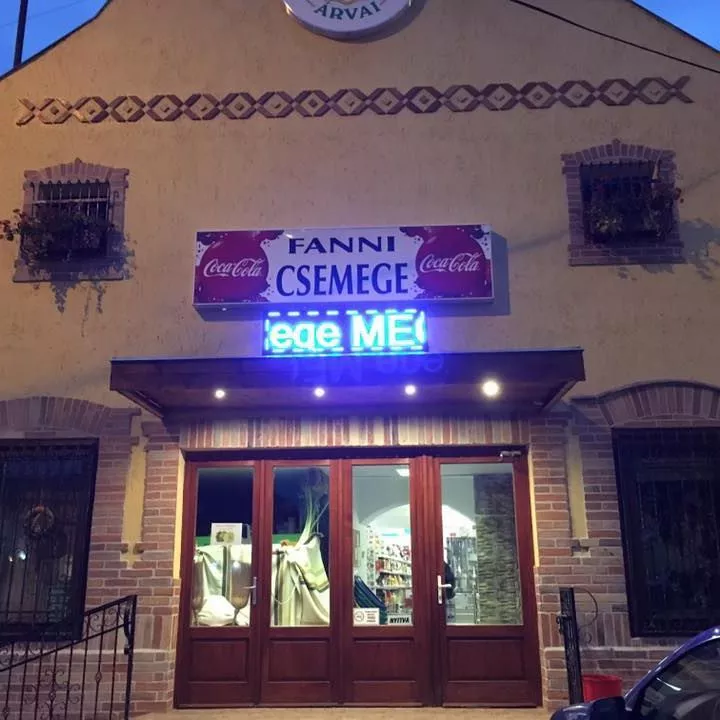 ÁRVAI
Coca-Cola FANNI CSEMEGE Coca-Cola
ege ME
NYITVA